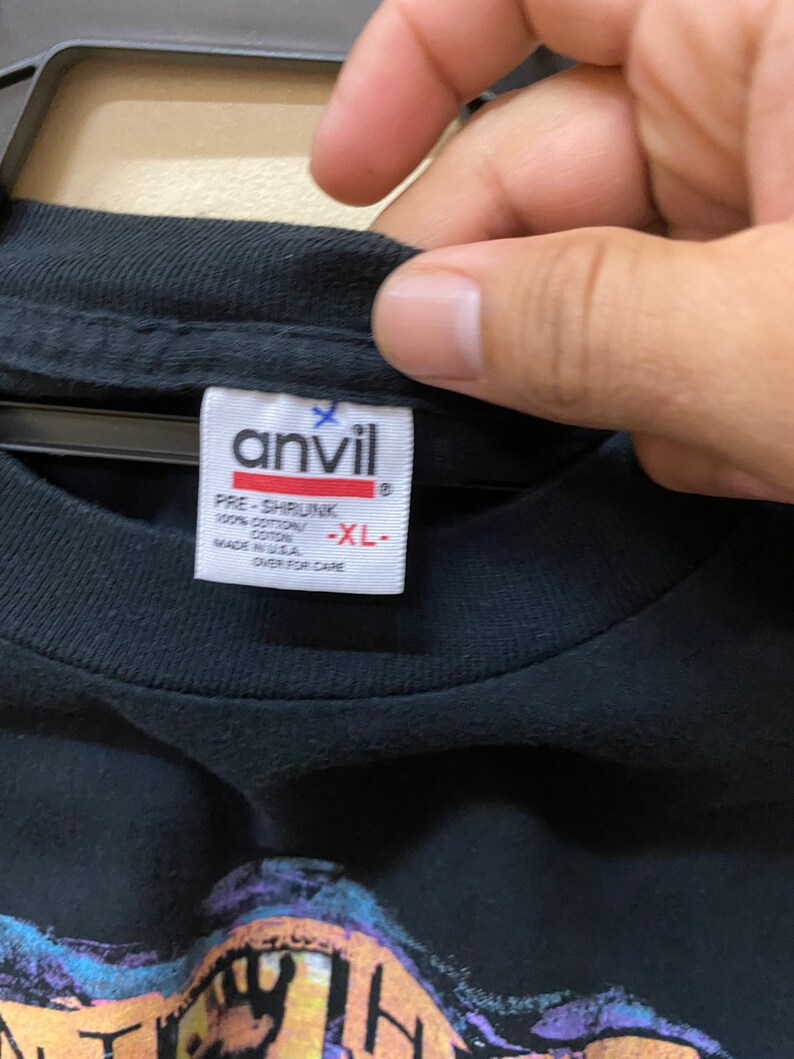 x
anvil
®
PRE - SHRUNK
100% COTTON/
COTON
MADE IN U.S.A.
OVER FOR CARE
-XL-